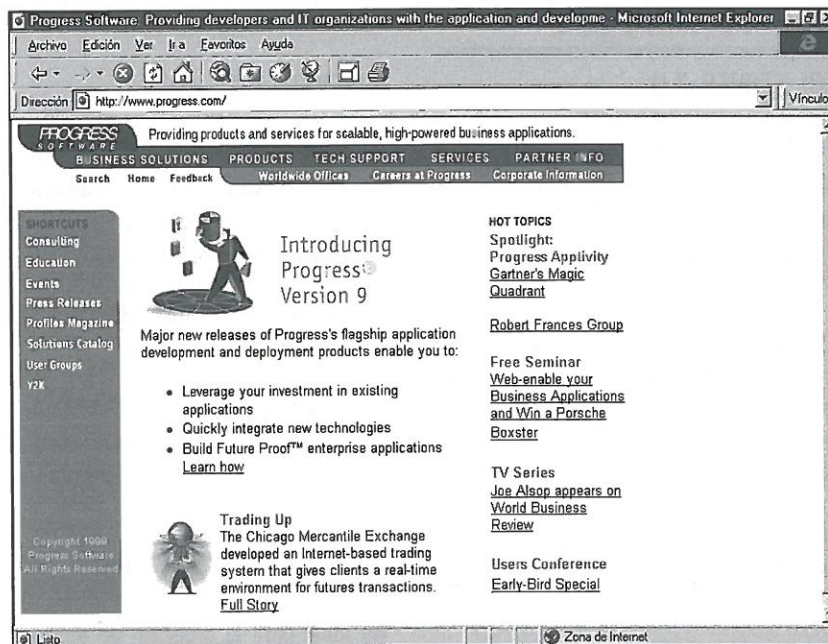 Progress Software: Providing developers and IT organizations with the application and developme - Microsoft Internet Explorer
Archivo Edición Ver Ir a Favoritos Ayuda
Dirección http://www.progress.com/ Vínculo
PROGRESS SOFTWARE Providing products and services for scalable, high-powered business applications.
BUSINESS SOLUTIONS PRODUCTS TECH SUPPORT SERVICES PARTNER INFO
Search Home Feedback Worldwide Offices Careers at Progress Corporate Information
SHORTCUTS
Consulting
Education
Events
Press Releases
Profiles Magazine
Solutions Catalog
User Groups
Y2K
Copyright 1999
Progress Software
All Rights Reserved
Introducing
Progress®
Version 9
Major new releases of Progress's flagship application
development and deployment products enable you to:
• Leverage your investment in existing
applications
• Quickly integrate new technologies
• Build Future Proof™ enterprise applications
Learn how
Trading Up
The Chicago Mercantile Exchange
developed an Internet-based trading
system that gives clients a real-time
environment for futures transactions.
Full Story
HOT TOPICS
Spotlight:
Progress Apptivity
Gartner's Magic
Quadrant
Robert Frances Group
Free Seminar
Web-enable your
Business Applications
and Win a Porsche
Boxster
TV Series
Joe Alsop appears on
World Business
Review
Users Conference
Early-Bird Special
Listo Zona de Internet